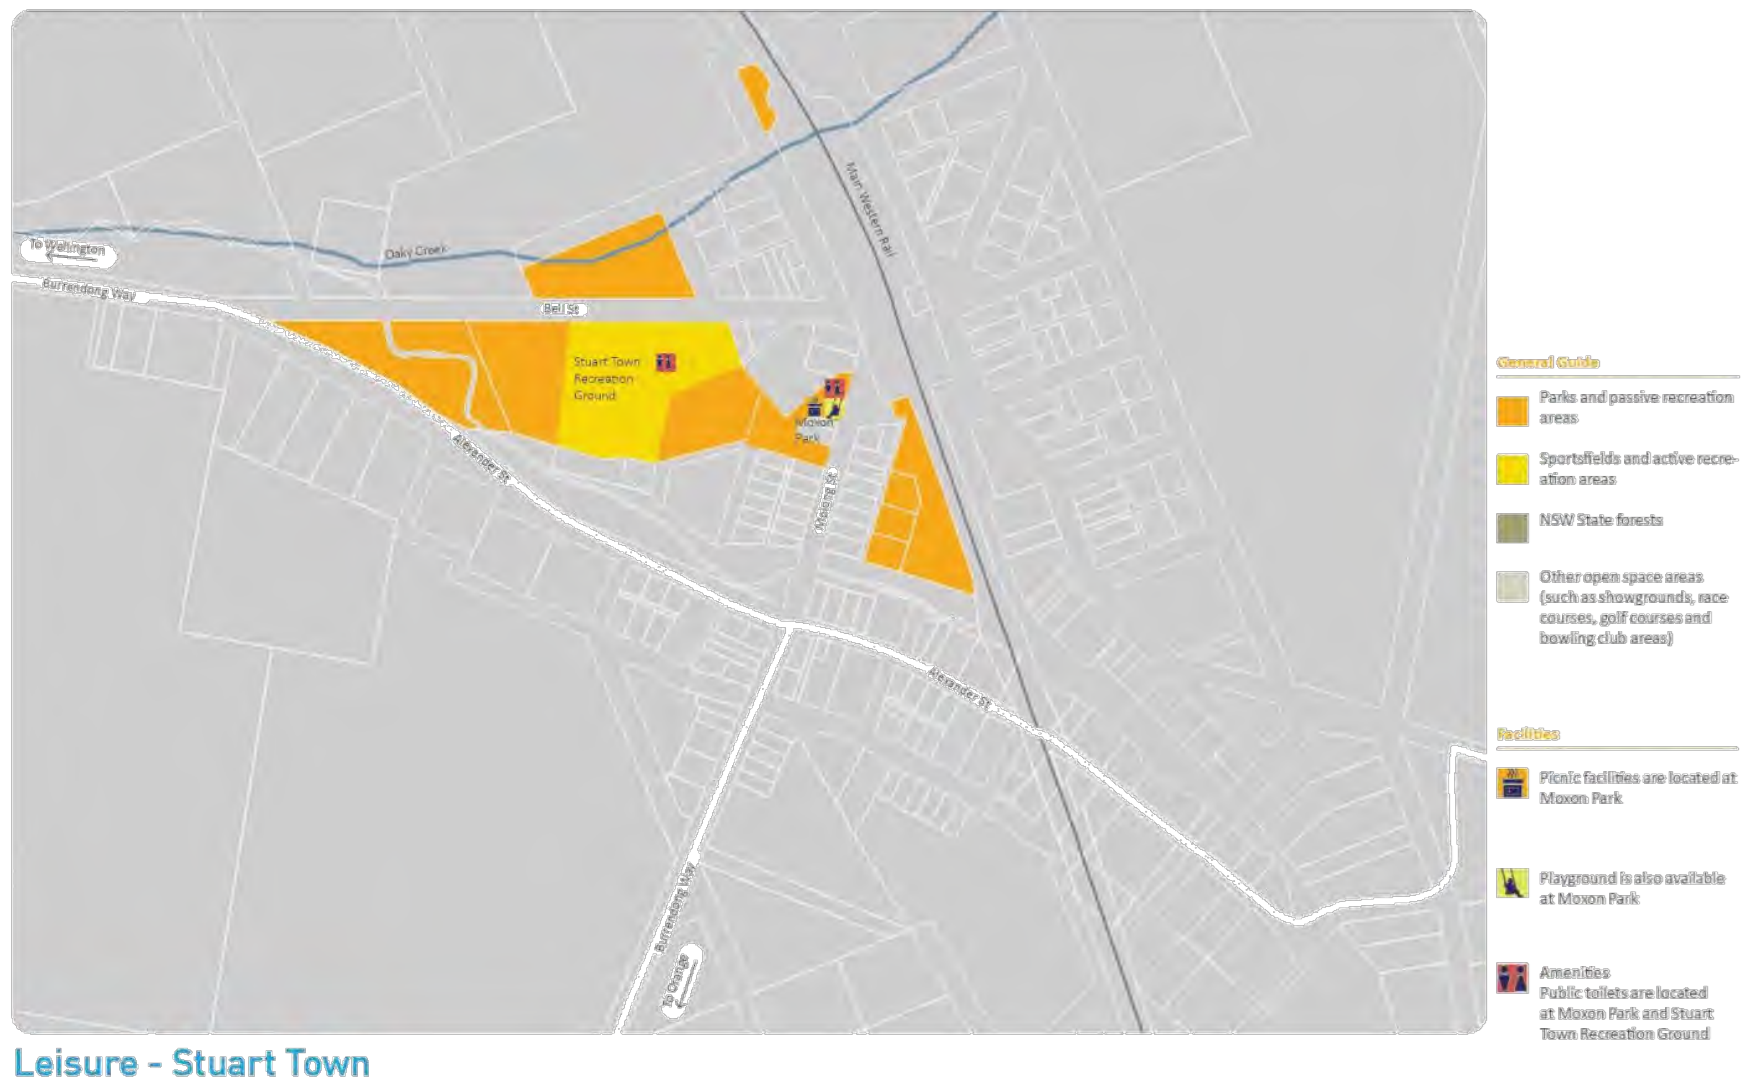 Main Western Rail
Oaky Creek
To Wellington
Burrendong Way
Bell St
Stuart Town
Recreation
Ground
Moxon
Park
Alexander St
Molong St
Alexander St
Burrendong Way
To Orange
General Guide
Parks and passive recreation
areas
Sportsfields and active recre-
ation areas
NSW State forests
Other open space areas
(such as showgrounds, race
courses, golf courses and
bowling club areas)
Facilities
Picnic facilities are located at
Moxon Park
Playground is also available
at Moxon Park
Amenities
Public toilets are located
at Moxon Park and Stuart
Town Recreation Ground
Leisure - Stuart Town